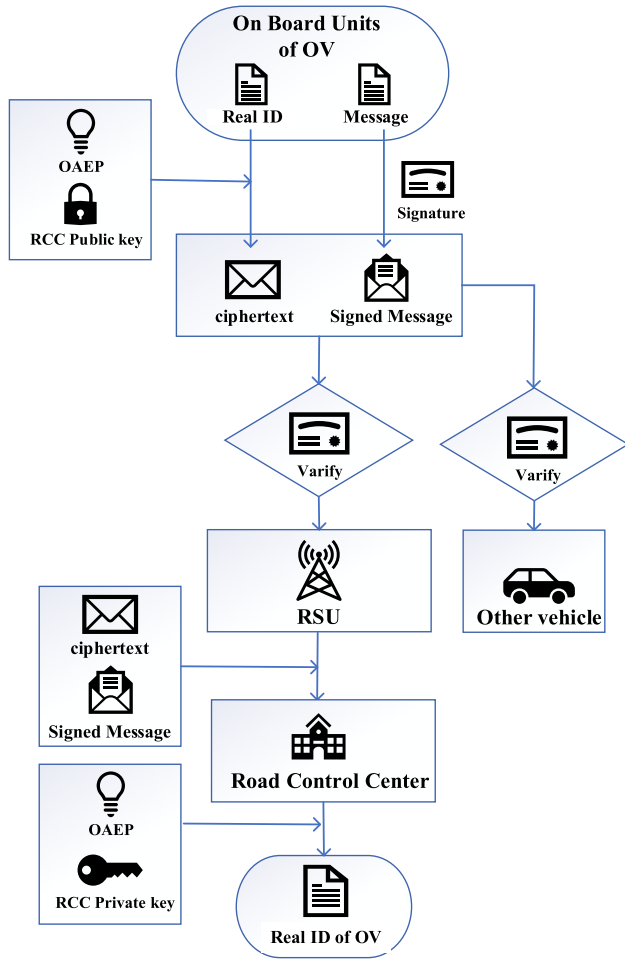 On Board Units
of OV
Real ID
Message
OAEP
RCC Public key
Signature
ciphertext
Signed Message
Varify
Varify
RSU
Other vehicle
ciphertext
Signed Message
Road Control Center
OAEP
RCC Private key
Real ID of OV